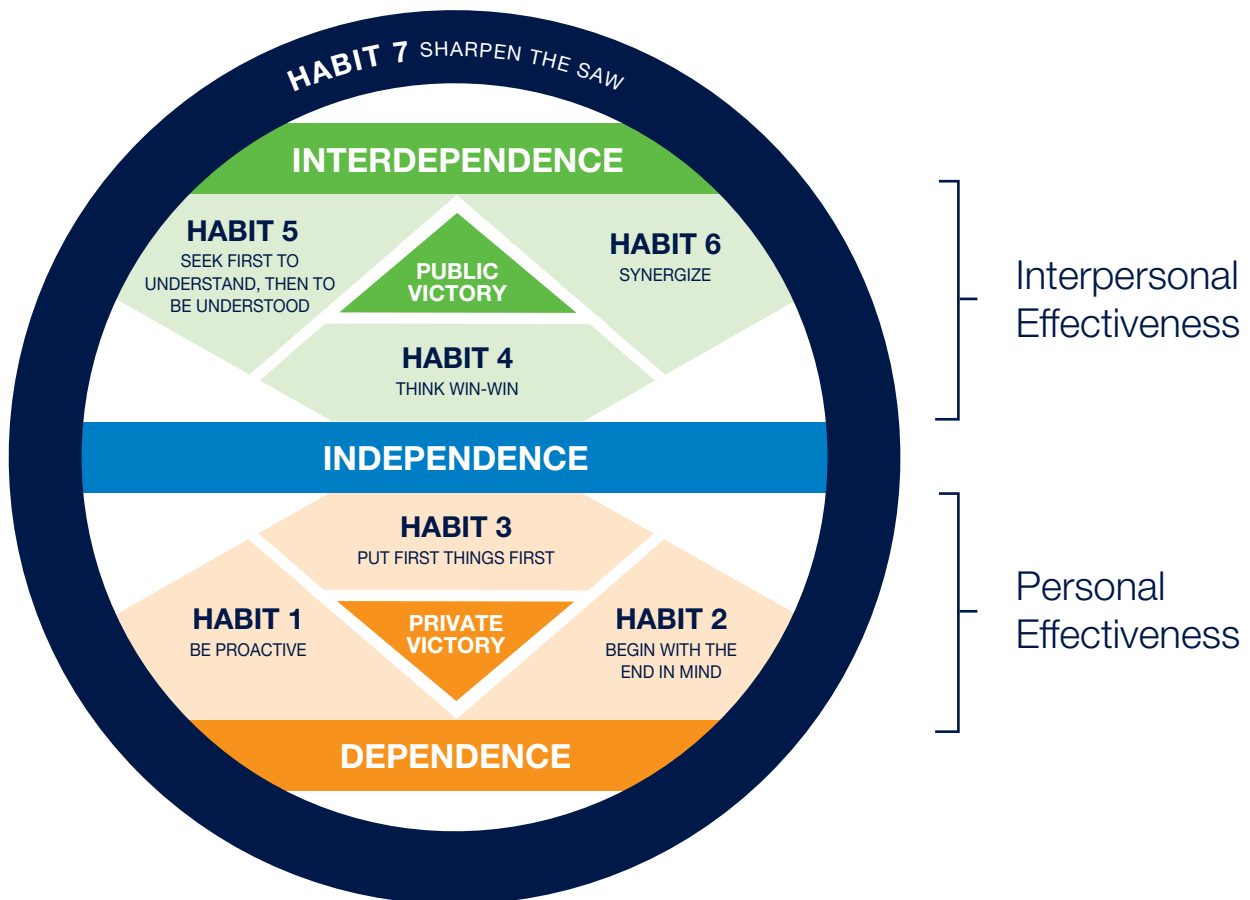 HABIT 7 SHARPEN THE SAW
INTERDEPENDENCE
HABIT 5
SEEK FIRST TO
UNDERSTAND, THEN TO
BE UNDERSTOOD
PUBLIC
VICTORY
HABIT 6
SYNERGIZE
HABIT 4
THINK WIN-WIN
Interpersonal
Effectiveness
INDEPENDENCE
HABIT 3
PUT FIRST THINGS FIRST
HABIT 1
BE PROACTIVE
PRIVATE
VICTORY
HABIT 2
BEGIN WITH THE
END IN MIND
Personal
Effectiveness
DEPENDENCE